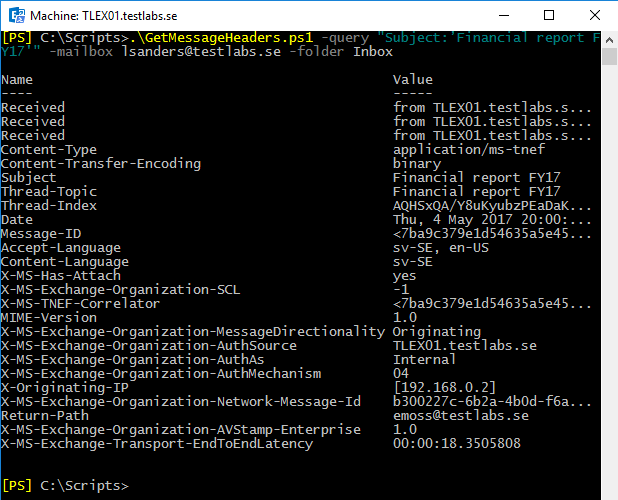 Machine: TLEX01.testlabs.se
[PS] C:\Scripts>.\GetMessageHeaders.ps1 -query "Subject:'Financial report F
Y17'" -mailbox lsanders@testlabs.se -folder Inbox
Name Value
---- -----
Received from TLEX01.testlabs.s...
Received from TLEX01.testlabs.s...
Received from TLEX01.testlabs.s...
Content-Type application/ms-tnef
Content-Transfer-Encoding binary
Subject Financial report FY17
Thread-Topic Financial report FY17
Thread-Index AQHSxQA/Y8uKyubzPEaDaK...
Date Thu, 4 May 2017 20:00:...
Message-ID <7ba9c379e1d54635a5e45...
Accept-Language sv-SE, en-US
Content-Language sv-SE
X-MS-Has-Attach yes
X-MS-Exchange-Organization-SCL -1
X-MS-TNEF-Correlator <7ba9c379e1d54635a5e45...
MIME-Version 1.0
X-MS-Exchange-Organization-MessageDirectionality Originating
X-MS-Exchange-Organization-AuthSource TLEX01.testlabs.se
X-MS-Exchange-Organization-AuthAs Internal
X-MS-Exchange-Organization-AuthMechanism 04
X-Originating-IP [192.168.0.2]
X-MS-Exchange-Organization-Network-Message-Id b300227c-6b2a-4b0d-f6a...
Return-Path emoss@testlabs.se
X-MS-Exchange-Organization-AVStamp-Enterprise 1.0
X-MS-Exchange-Transport-EndToEndLatency 00:00:18.3505808
[PS] C:\Scripts>